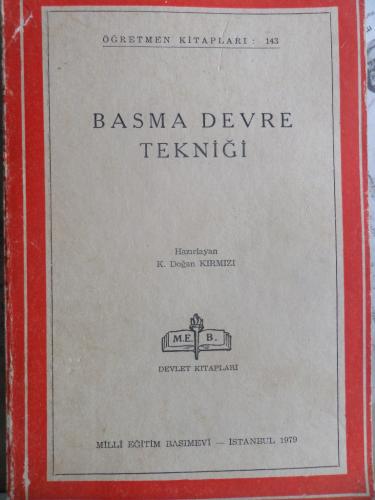 ÖĞRETMEN KİTAPLARI : 143
BASMA DEVRE
TEKNİĞİ
Hazırlayan
K. Doğan KIRMIZI
M.E. B.
DEVLET KİTAPLARI
MİLLÎ EĞİTİM BASIMEVİ — İSTANBUL 1979